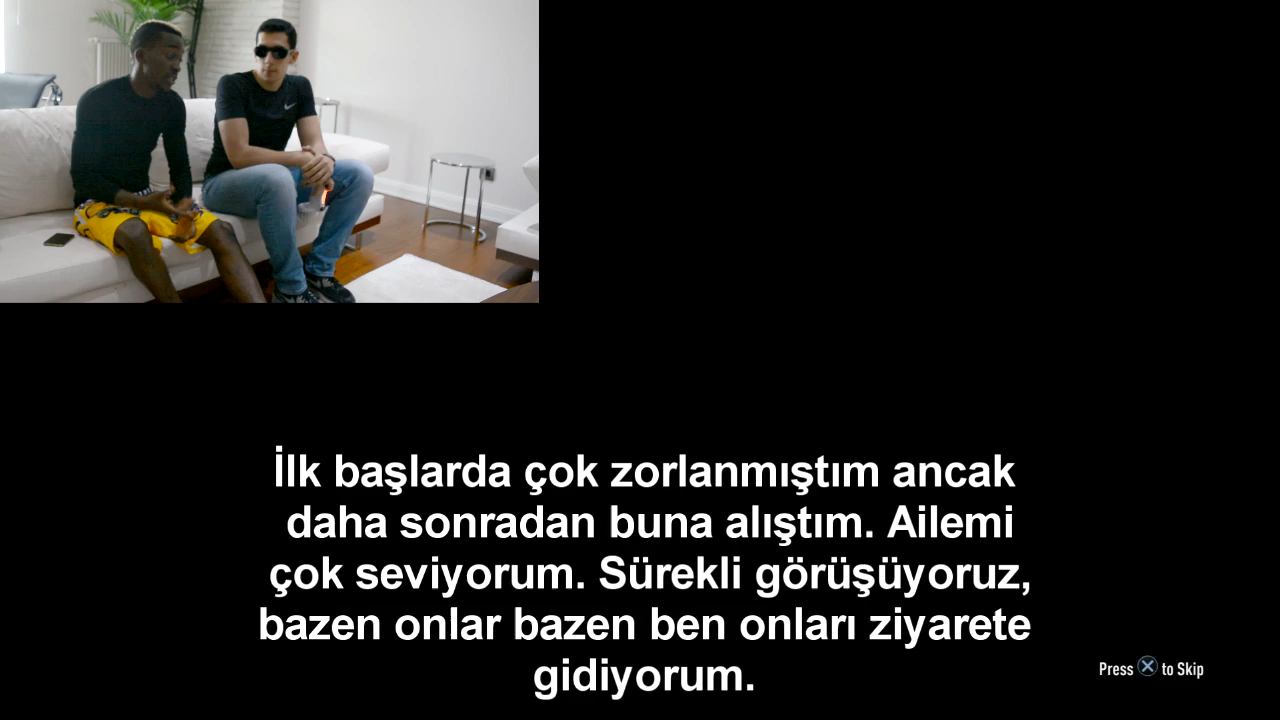 İlk başlarda çok zorlanmıştım ancak
daha sonradan buna alıştım. Ailemi
çok seviyorum. Sürekli görüşüyoruz,
bazen onlar bazen ben onları ziyarete
gidiyorum.
Press to Skip